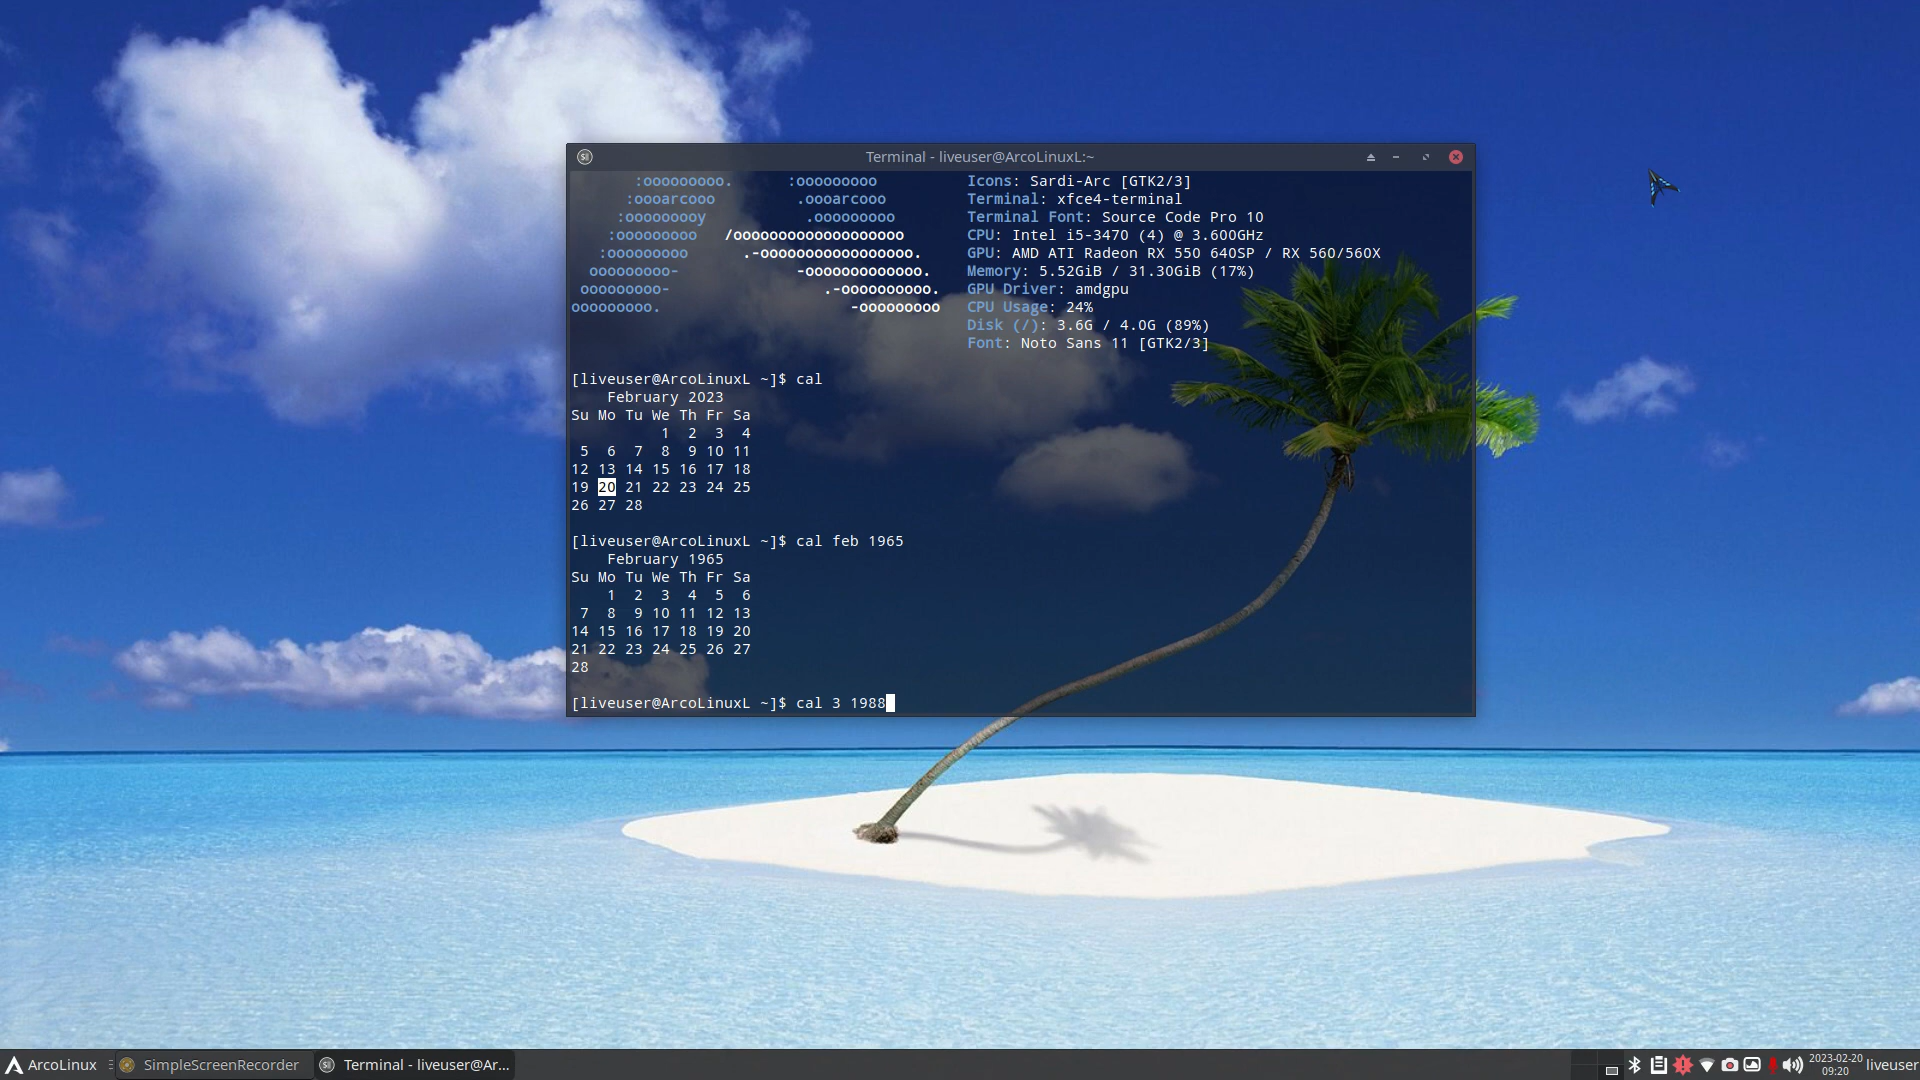 Terminal - liveuser@ArcoLinuxL:~
:ooooooooo.      :ooooooooo   Icons: Sardi-Arc [GTK2/3]
:oooarcooo         .oooarcooo   Terminal: xfce4-terminal
:ooooooooy           .ooooooooo   Terminal Font: Source Code Pro 10
:ooooooooo   /ooooooooooooooooooo   CPU: Intel i5-3470 (4) @ 3.600GHz
:ooooooooo      .-ooooooooooooooooo.   GPU: AMD ATI Radeon RX 550 640SP / RX 560/560X
ooooooooo-             -ooooooooooooo.   Memory: 5.52GiB / 31.30GiB (17%)
ooooooooo-                 .-oooooooooo.   GPU Driver: amdgpu
ooooooooo.                     -ooooooooo   CPU Usage: 24%
Disk (/): 3.6G / 4.0G (89%)
Font: Noto Sans 11 [GTK2/3]
[liveuser@ArcoLinuxL ~]$ cal
February 2023
Su Mo Tu We Th Fr Sa
1 2 3 4
5 6 7 8 9 10 11
12 13 14 15 16 17 18
19 20 21 22 23 24 25
26 27 28
[liveuser@ArcoLinuxL ~]$ cal feb 1965
February 1965
Su Mo Tu We Th Fr Sa
1 2 3 4 5 6
7 8 9 10 11 12 13
14 15 16 17 18 19 20
21 22 23 24 25 26 27
28
[liveuser@ArcoLinuxL ~]$ cal 3 1988
ArcoLinux
SimpleScreenRecorder
Terminal - liveuser@Ar...
2023-02-20
09:20
liveuser